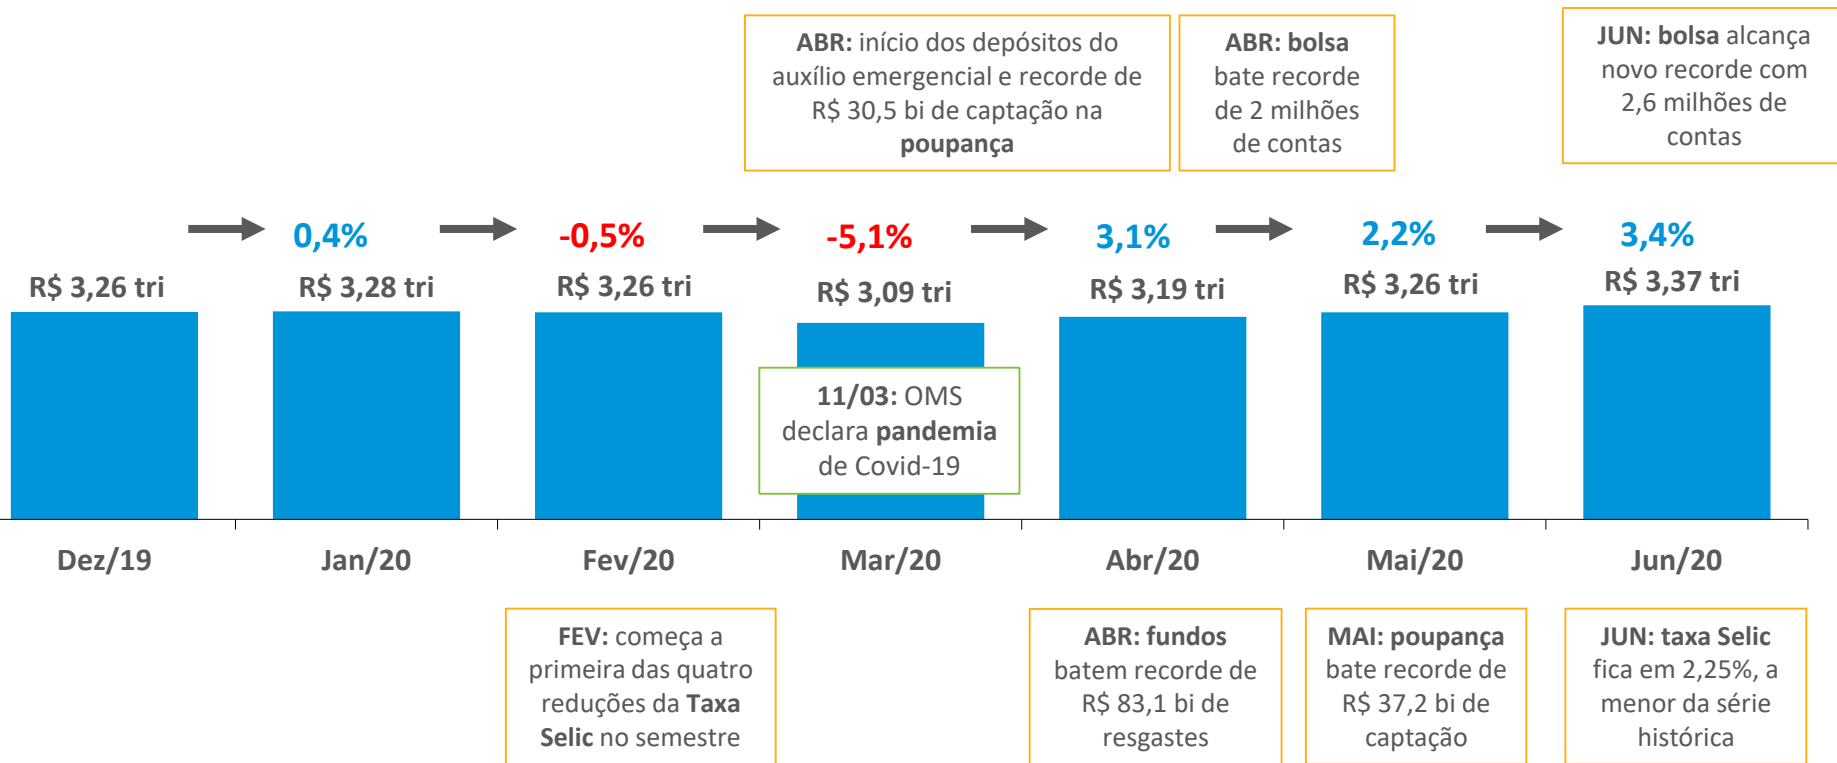 ABR: início dos depósitos do
auxílio emergencial e recorde de
R$ 30,5 bi de captação na
poupança
ABR: bolsa
bate recorde
de 2 milhões
de contas
JUN: bolsa alcança
novo recorde com
2,6 milhões de
contas
0,4%
-0,5%
-5,1%
3,1%
2,2%
3,4%
R$ 3,26 tri
R$ 3,28 tri
R$ 3,26 tri
R$ 3,09 tri
R$ 3,19 tri
R$ 3,26 tri
R$ 3,37 tri
11/03: OMS
declara pandemia
de Covid-19
Dez/19
Jan/20
Fev/20
Mar/20
Abr/20
Mai/20
Jun/20
FEV: começa a
primeira das quatro
reduções da Taxa
Selic no semestre
ABR: fundos
batem recorde de
R$ 83,1 bi de
resgastes
MAI: poupança
bate recorde de
R$ 37,2 bi de
captação
JUN: taxa Selic
fica em 2,25%, a
menor da série
histórica